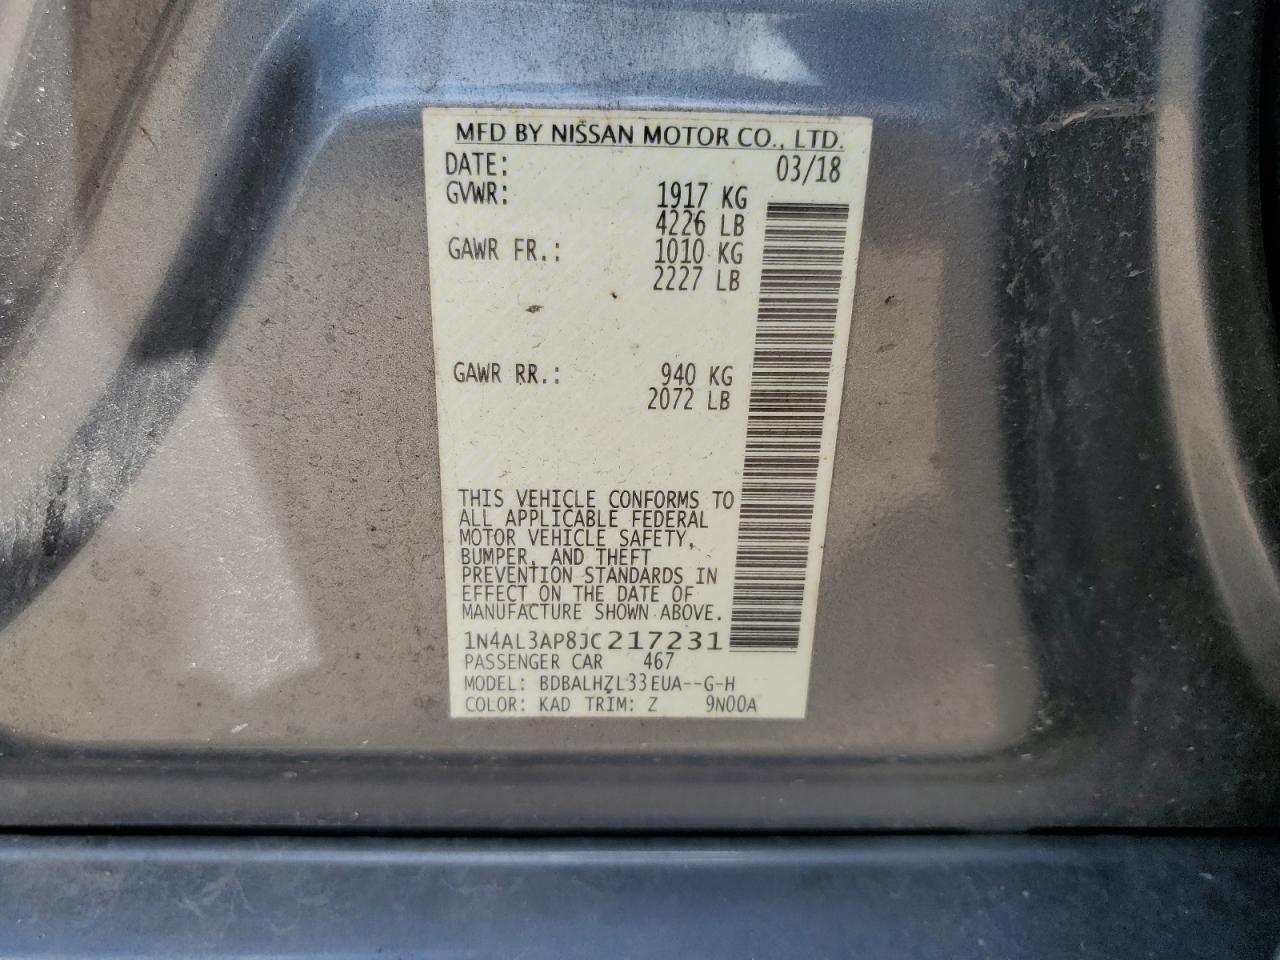 MFD BY NISSAN MOTOR CO., LTD.
DATE: 03/18
GVWR: 1917 KG
4226 LB
GAWR FR.: 1010 KG
2227 LB
GAWR RR.: 940 KG
2072 LB
THIS VEHICLE CONFORMS TO
ALL APPLICABLE FEDERAL
MOTOR VEHICLE SAFETY,
BUMPER, AND THEFT
PREVENTION STANDARDS IN
EFFECT ON THE DATE OF
MANUFACTURE SHOWN ABOVE.
1N4AL3AP8JC217231
PASSENGER CAR 467
MODEL: BDBALHZL33EUA--G-H
COLOR: KAD TRIM: Z 9N00A